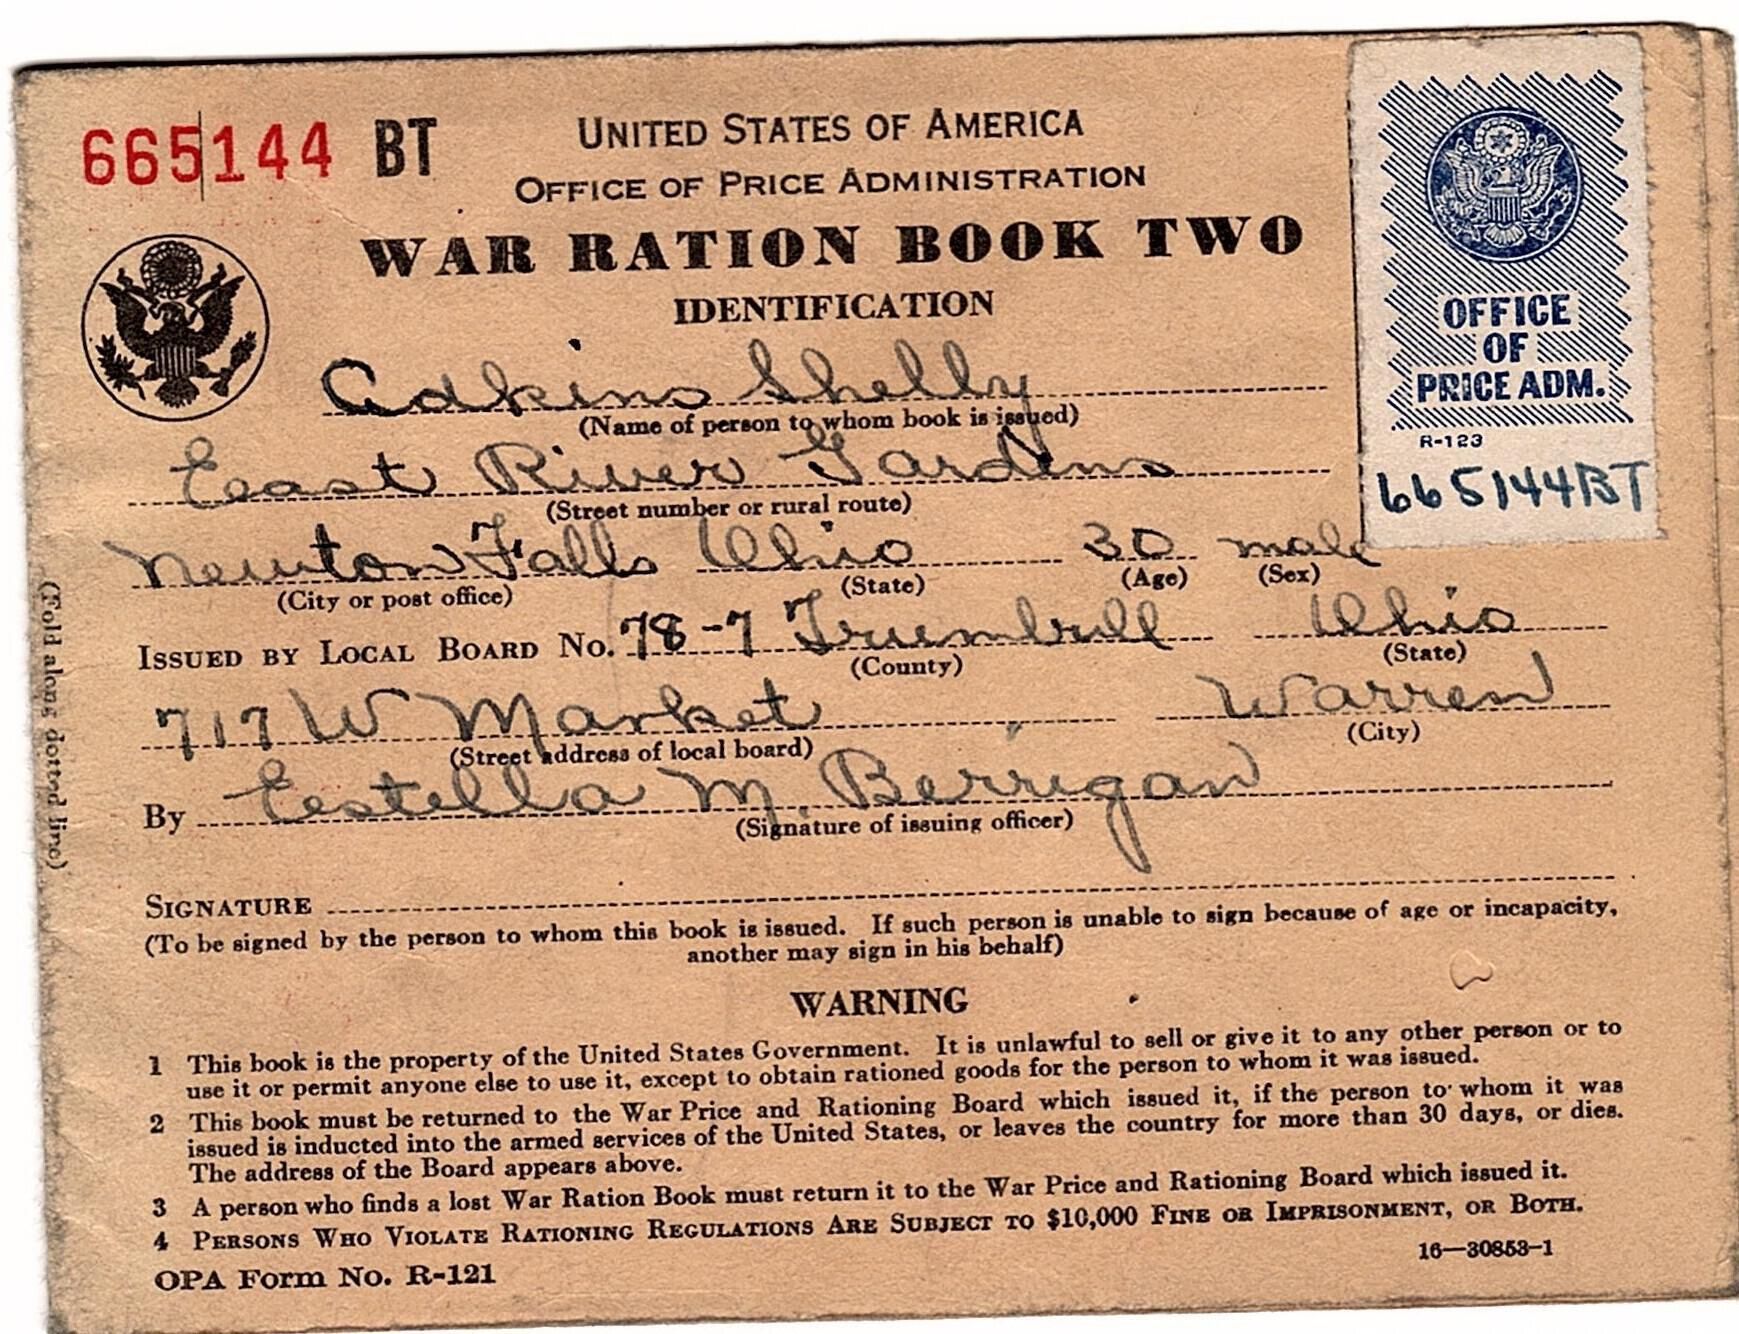 665144 BT
UNITED STATES OF AMERICA
OFFICE OF PRICE ADMINISTRATION
WAR RATION BOOK TWO
IDENTIFICATION
OFFICE
OF
PRICE ADM.
R-123
665144BT
Adkins Shelly
(Name of person to whom book is issued)
East River Gardens
(Street number or rural route)
Newton Falls Ohio 30 male
(City or post office) (State) (Age) (Sex)
ISSUED BY LOCAL BOARD No. 78-7 Trumbull Ohio
(County) (State)
717 W Market Warren
(Street address of local board) (City)
By Estella M. Berrigan
(Signature of issuing officer)
SIGNATURE
(To be signed by the person to whom this book is issued. If such person is unable to sign because of age or incapacity,
another may sign in his behalf)
WARNING
1 This book is the property of the United States Government. It is unlawful to sell or give it to any other person or to
use it or permit anyone else to use it, except to obtain rationed goods for the person to whom it was issued.
2 This book must be returned to the War Price and Rationing Board which issued it, if the person to whom it was
issued is inducted into the armed services of the United States, or leaves the country for more than 30 days, or dies.
The address of the Board appears above.
3 A person who finds a lost War Ration Book must return it to the War Price and Rationing Board which issued it.
4 PERSONS WHO VIOLATE RATIONING REGULATIONS ARE SUBJECT TO $10,000 FINE OR IMPRISONMENT, OR BOTH.
OPA Form No. R-121
16—30853-1
(Fold along dotted line)